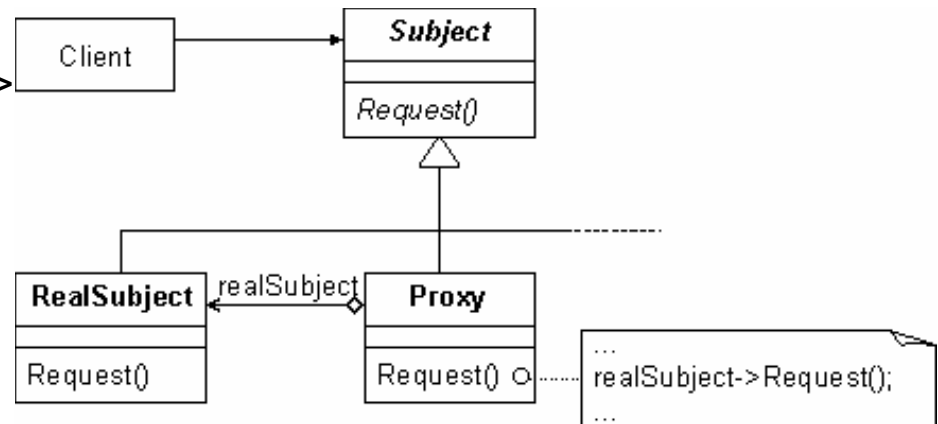 Subject
Client
>
Request()
RealSubject
realSubject
Proxy
Request()
Request()
...
realSubject->Request();
...